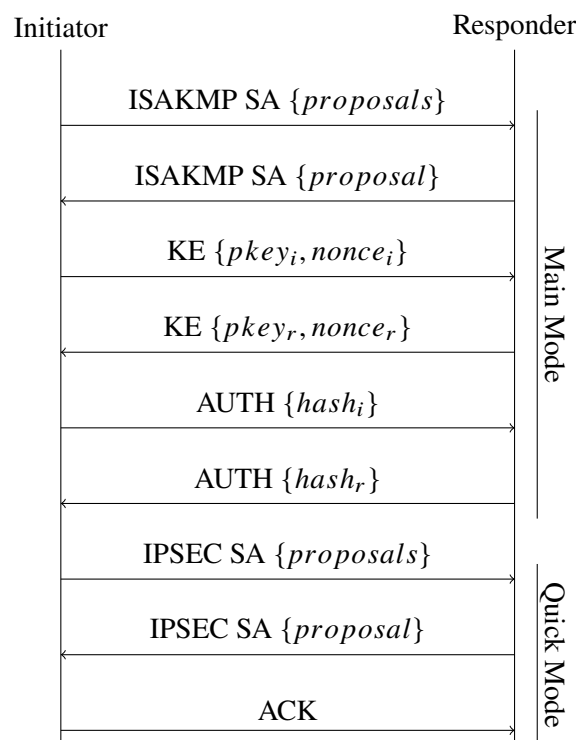 Initiator
Responder
ISAKMP SA {proposals}
ISAKMP SA {proposal}
KE {pkeyᵢ, nonceᵢ}
KE {pkeyᵣ, nonceᵣ}
AUTH {hashᵢ}
AUTH {hashᵣ}
Main Mode
IPSEC SA {proposals}
IPSEC SA {proposal}
ACK
Quick Mode